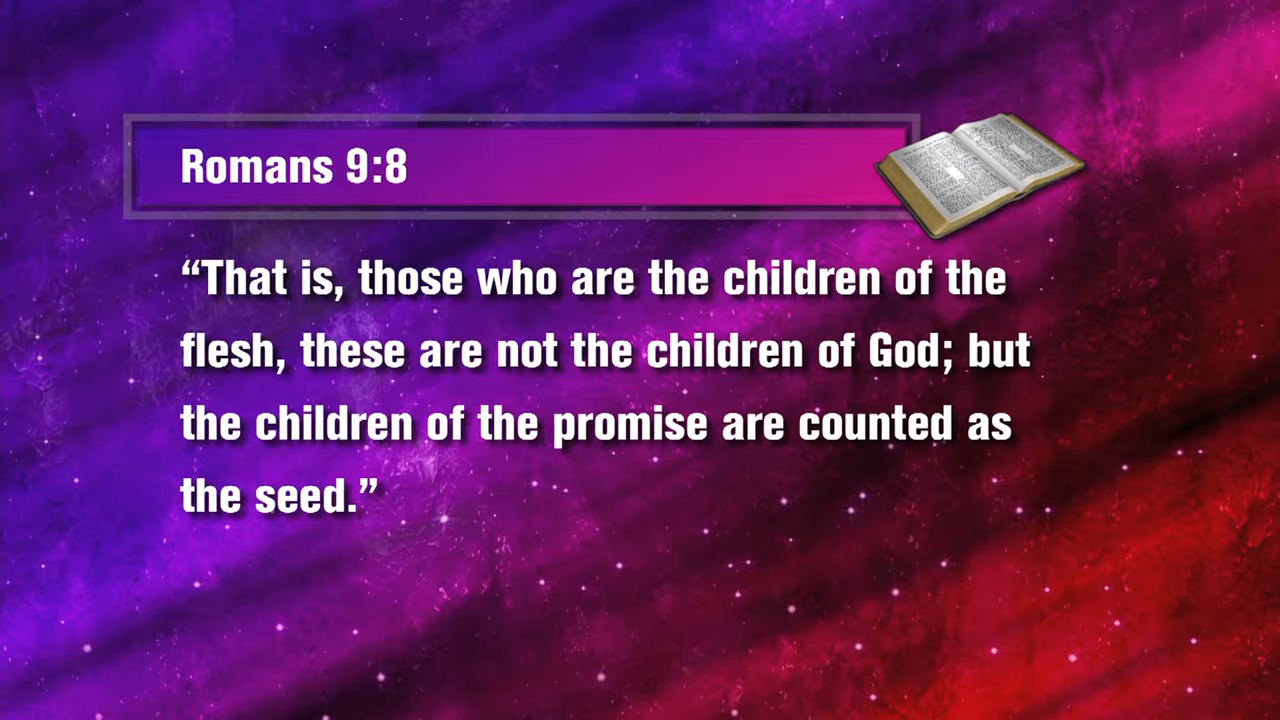 Romans 9:8
“That is, those who are the children of the
flesh, these are not the children of God; but
the children of the promise are counted as
the seed.”